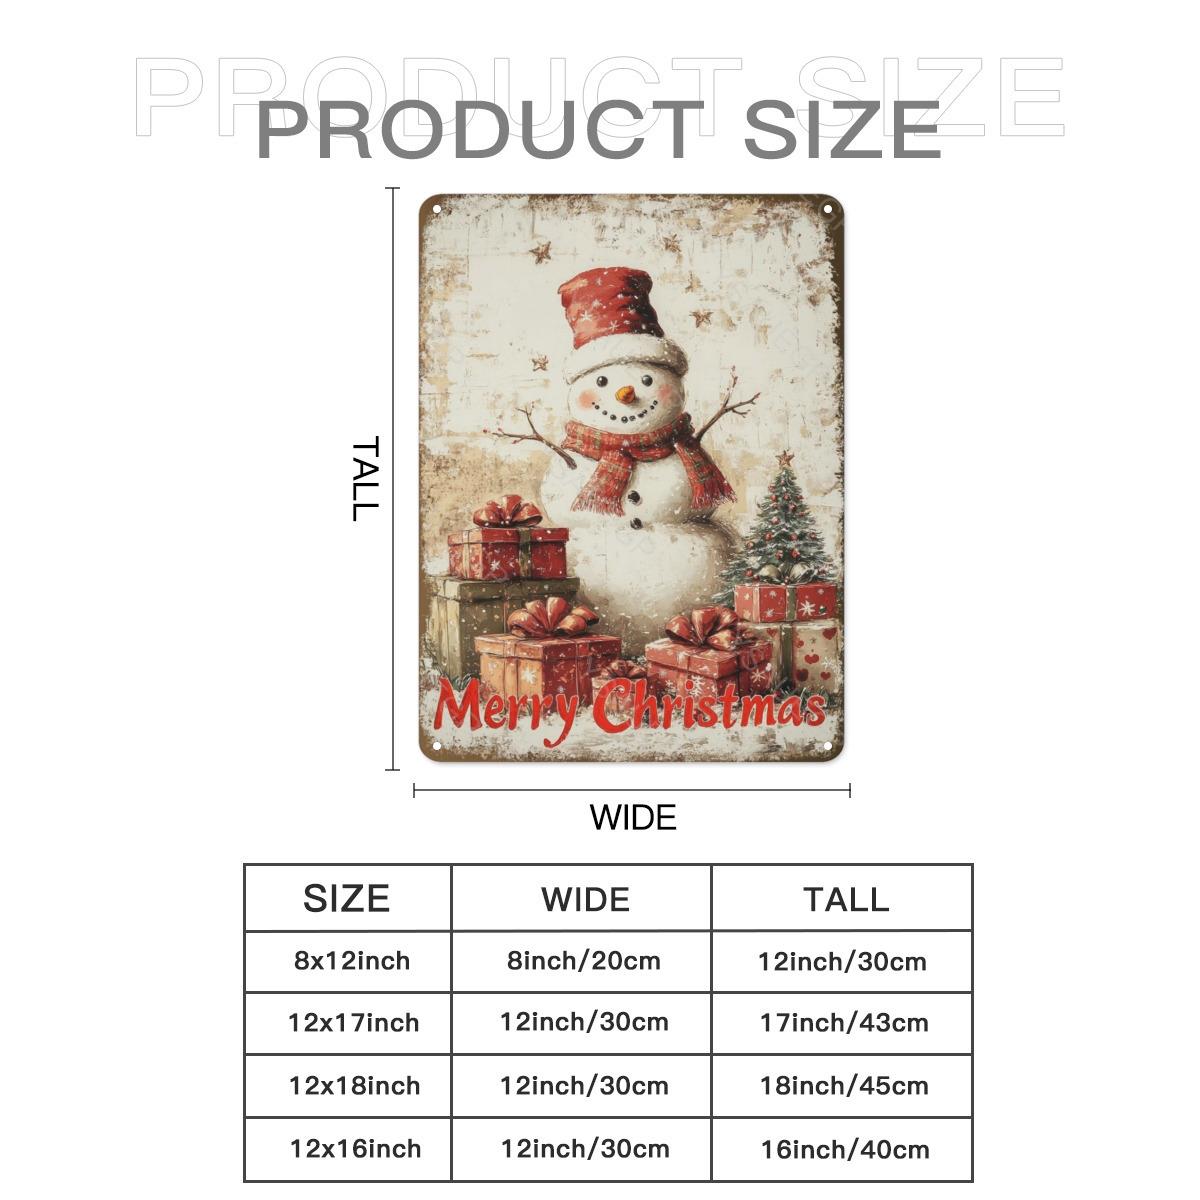 PRODUCT SIZE
PRODUCT SIZE
TALL
Merry Christmas
WIDE
SIZE WIDE TALL
8x12inch 8inch/20cm 12inch/30cm
12x17inch 12inch/30cm 17inch/43cm
12x18inch 12inch/30cm 18inch/45cm
12x16inch 12inch/30cm 16inch/40cm